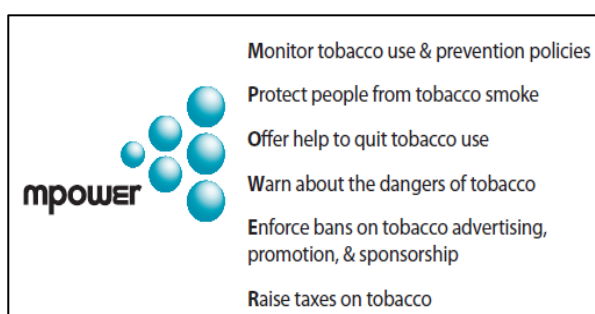 Monitor tobacco use & prevention policies
Protect people from tobacco smoke
Offer help to quit tobacco use
mpower
Warn about the dangers of tobacco
Enforce bans on tobacco advertising,
promotion, & sponsorship
Raise taxes on tobacco